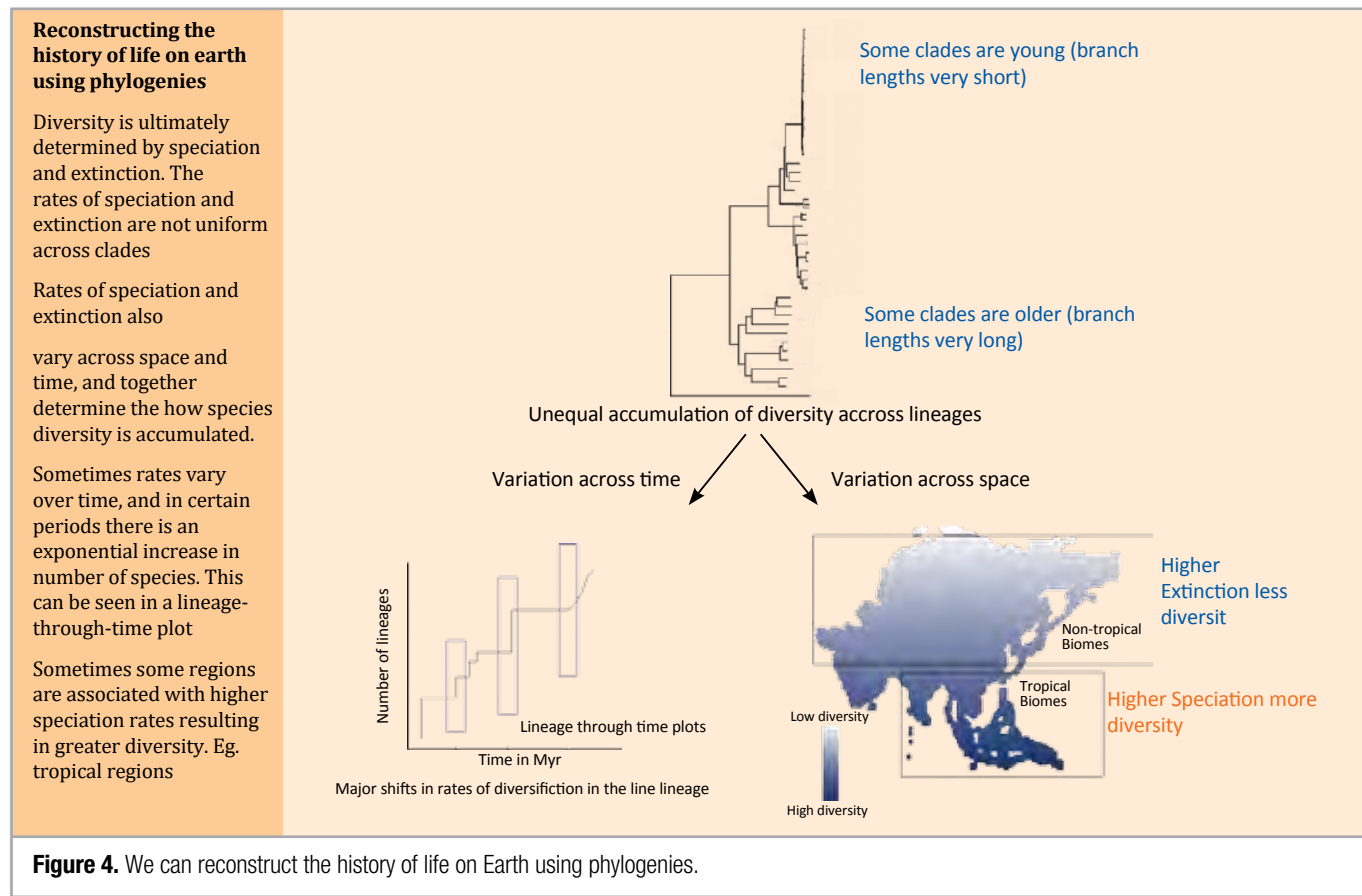 Reconstructing the
history of life on earth
using phylogenies
Diversity is ultimately
determined by speciation
and extinction. The
rates of speciation and
extinction are not uniform
across clades
Rates of speciation and
extinction also
vary across space and
time, and together
determine the how species
diversity is accumulated.
Sometimes rates vary
over time, and in certain
periods there is an
exponential increase in
number of species. This
can be seen in a lineage-
through-time plot
Sometimes some regions
are associated with higher
speciation rates resulting
in greater diversity. Eg.
tropical regions
Some clades are young (branch
lengths very short)
Some clades are older (branch
lengths very long)
Unequal accumulation of diversity accross lineages
Variation across time
Variation across space
Number of lineages
Lineage through time plots
Time in Myr
Major shifts in rates of diversifiction in the line lineage
Higher
Extinction less
diversit
Non-tropical
Biomes
Tropical
Biomes
Higher Speciation more
diversity
Low diversity
High diversity
Figure 4. We can reconstruct the history of life on Earth using phylogenies.